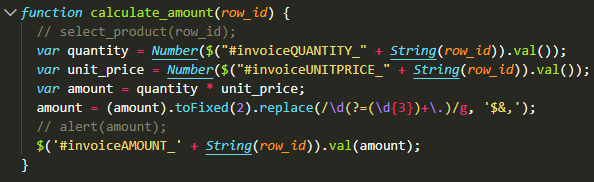 function calculate_amount(row_id) {
// select_product(row_id);
var quantity = Number($("#invoiceQUANTITY_" + String(row_id)).val());
var unit_price = Number($("#invoiceUNITPRICE_" + String(row_id)).val());
var amount = quantity * unit_price;
amount = (amount).toFixed(2).replace(/\d(?=(\d{3})+\.)/g, '$&,');
// alert(amount);
$('#invoiceAMOUNT_' + String(row_id)).val(amount);
}